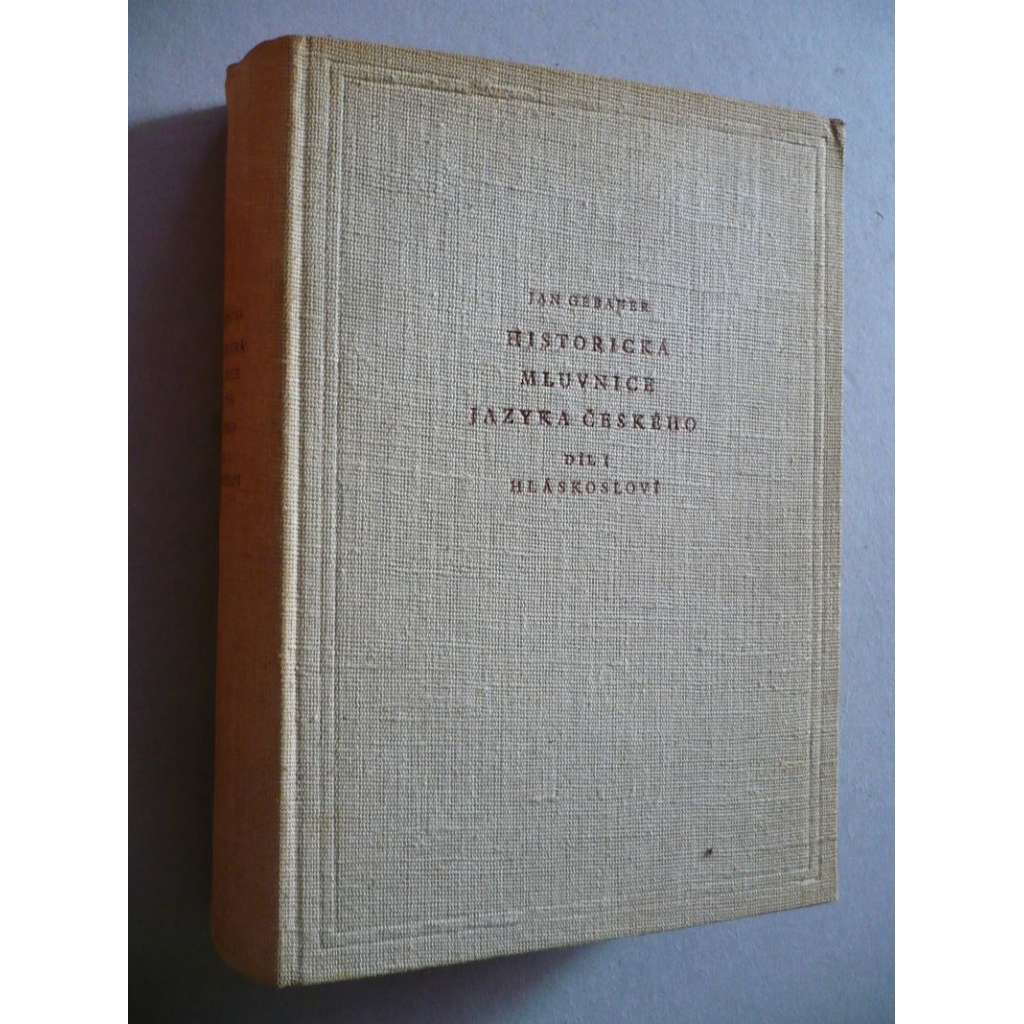 JAN GEBAUER
HISTORICKÁ
MLUVNICE
JAZYKA ČESKÉHO
DÍL I
HLÁSKOSLOVÍ